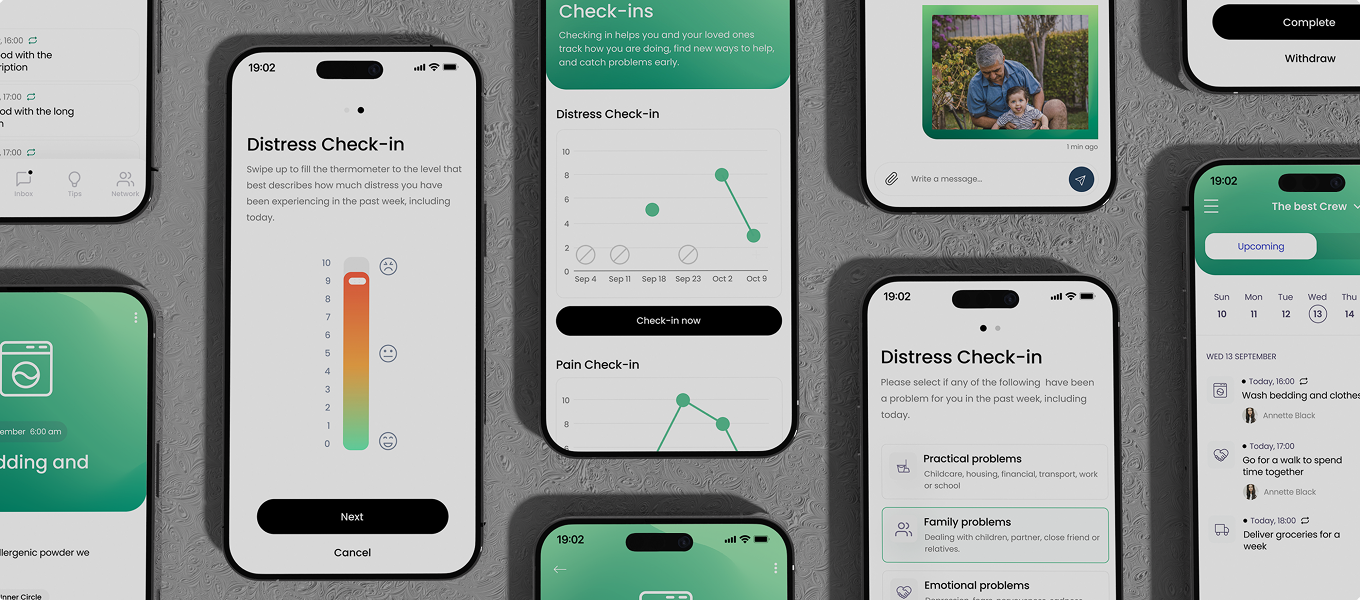 , 16:00
od with the
ription
, 17:00
od with the long
n
, 17:00
Inbox
Tips
Network
ember 6:00 am
dding and
llergenic powder we
nner Circle
19:02
Distress Check-in
Swipe up to fill the thermometer to the level that
best describes how much distress you have
been experiencing in the past week, including
today.
10
9
8
7
6
5
4
3
2
1
0
Next
Cancel
Check-ins
Checking in helps you and your loved ones
track how you are doing, find new ways to help,
and catch problems early.
Distress Check-in
10
8
6
4
2
0
Sep 4 Sep 11 Sep 18 Sep 23 Oct 2 Oct 9
Check-in now
Pain Check-in
10
8
6
19:02
1 min ago
Write a message...
19:02
Distress Check-in
Please select if any of the following have been
a problem for you in the past week, including
today.
Practical problems
Childcare, housing, financial, transport, work
or school
Family problems
Dealing with children, partner, close friend or
relatives.
Emotional problems
Complete
Withdraw
19:02
The best Crew
Upcoming
Sun Mon Tue Wed Thu
10 11 12 13 14
WED 13 SEPTEMBER
Today, 16:00
Wash bedding and clothes
Annette Black
Today, 17:00
Go for a walk to spend
time together
Annette Black
Today, 18:00
Deliver groceries for a
week